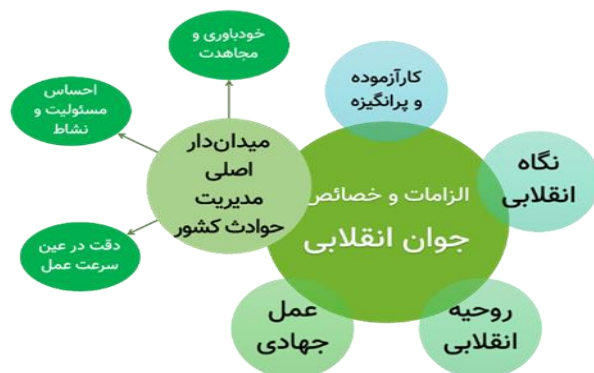 خودباوری و
مجاهدت
احساس
مسئولیت و
نشاط
دقت در عین
سرعت عمل
میدان‌دار
اصلی
مدیریت
حوادث کشور
کارآزموده
و پرانگیزه
نگاه
انقلابی
الزامات و خصائص
جوان انقلابی
روحیه
انقلابی
عمل
جهادی